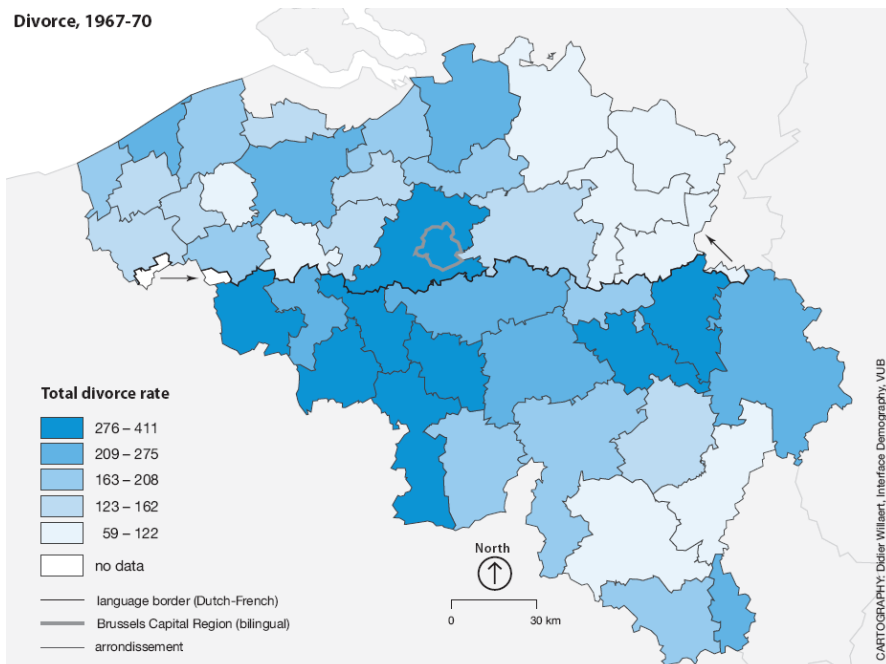 Divorce, 1967-70
Total divorce rate
276 – 411
209 – 275
163 – 208
123 – 162
59 – 122
no data
language border (Dutch-French)
Brussels Capital Region (bilingual)
arrondissement
North
0 30 km
CARTOGRAPHY: Didier Willaert, Interface Demography, VUB